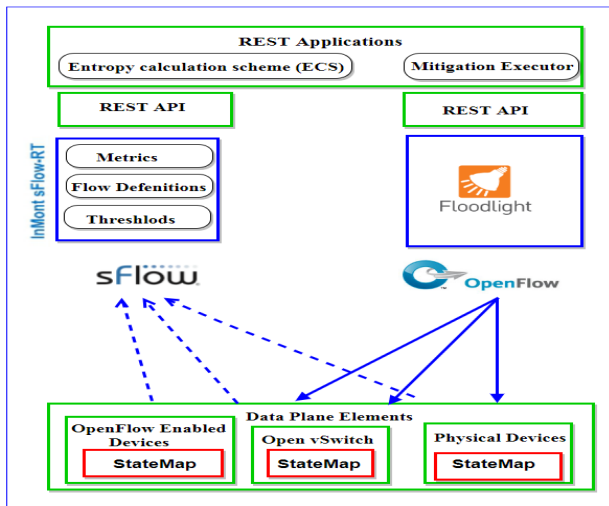 REST Applications
Entropy calculation scheme (ECS)
Mitigation Executor
REST API
REST API
InMont sFlow-RT
Metrics
Flow Defenitions
Threshlods
Floodlight
sFlow
OpenFlow
Data Plane Elements
OpenFlow Enabled
Devices
StateMap
Open vSwitch
StateMap
Physical Devices
StateMap